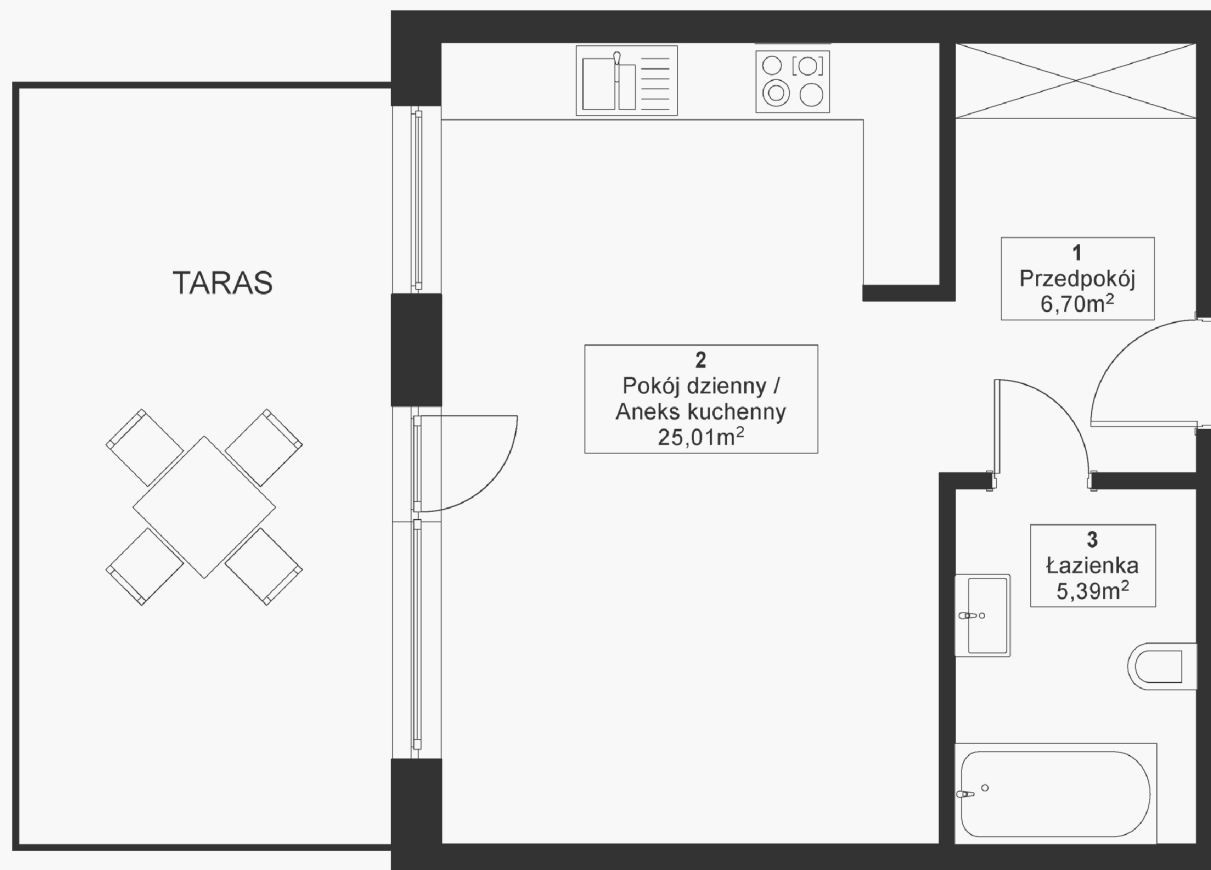 TARAS
1
Przedpokój
6,70m²
2
Pokój dzienny /
Aneks kuchenny
25,01m²
3
Łazienka
5,39m²